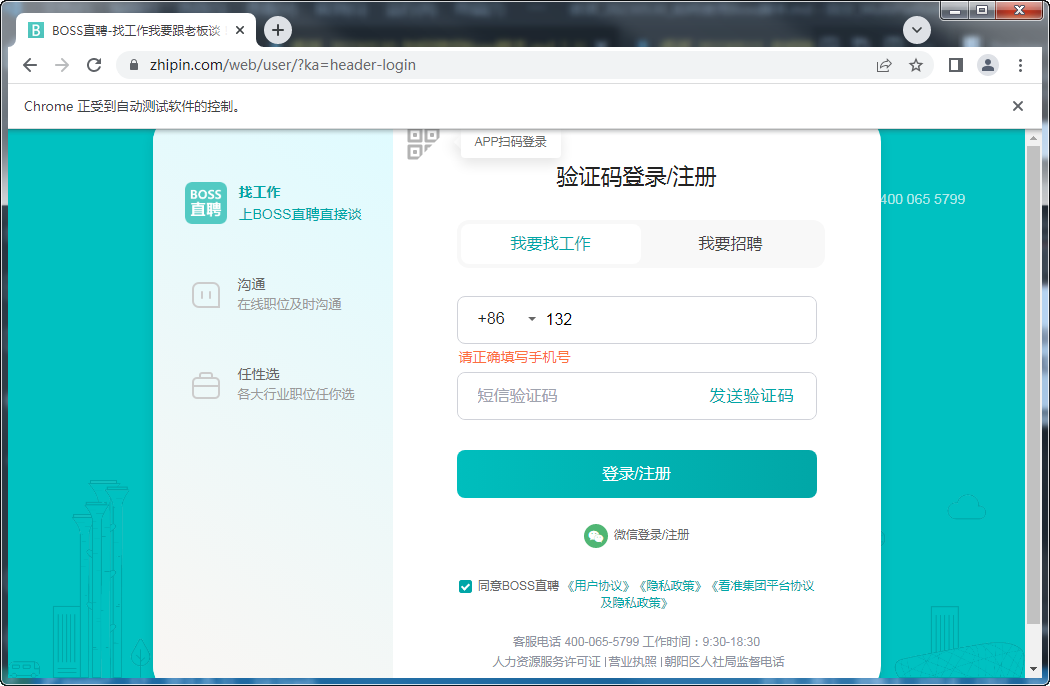 BOSS直聘-找工作我要跟老板谈
zhipin.com/web/user/?ka=header-login
Chrome 正受到自动测试软件的控制。
APP扫码登录
验证码登录/注册
BOSS
直聘
找工作
上BOSS直聘直接谈
400 065 5799
我要找工作
我要招聘
沟通
在线职位及时沟通
+86
132
请正确填写手机号
任性选
各大行业职位任你选
短信验证码
发送验证码
登录/注册
微信登录/注册
同意BOSS直聘《用户协议》《隐私政策》《看准集团平台协议
及隐私政策》
客服电话 400-065-5799 工作时间：9:30-18:30
人力资源服务许可证 | 营业执照 | 朝阳区人社局监督电话